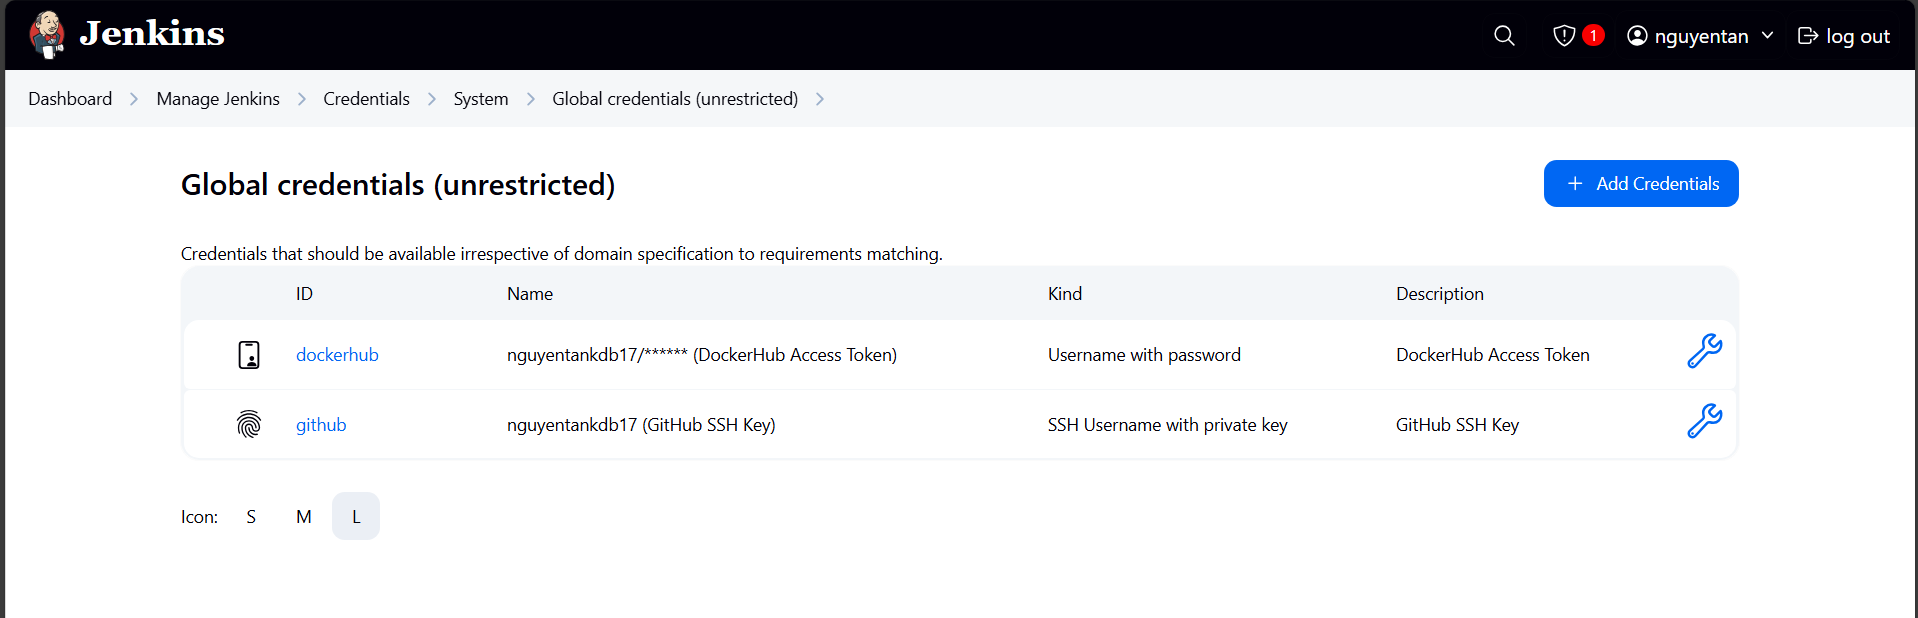 Jenkins
1
nguyentan
log out
Dashboard
Manage Jenkins
Credentials
System
Global credentials (unrestricted)
Global credentials (unrestricted)
+ Add Credentials
Credentials that should be available irrespective of domain specification to requirements matching.
ID Name Kind Description
dockerhub nguyentankdb17/****** (DockerHub Access Token) Username with password DockerHub Access Token
github nguyentankdb17 (GitHub SSH Key) SSH Username with private key GitHub SSH Key
Icon: S M L